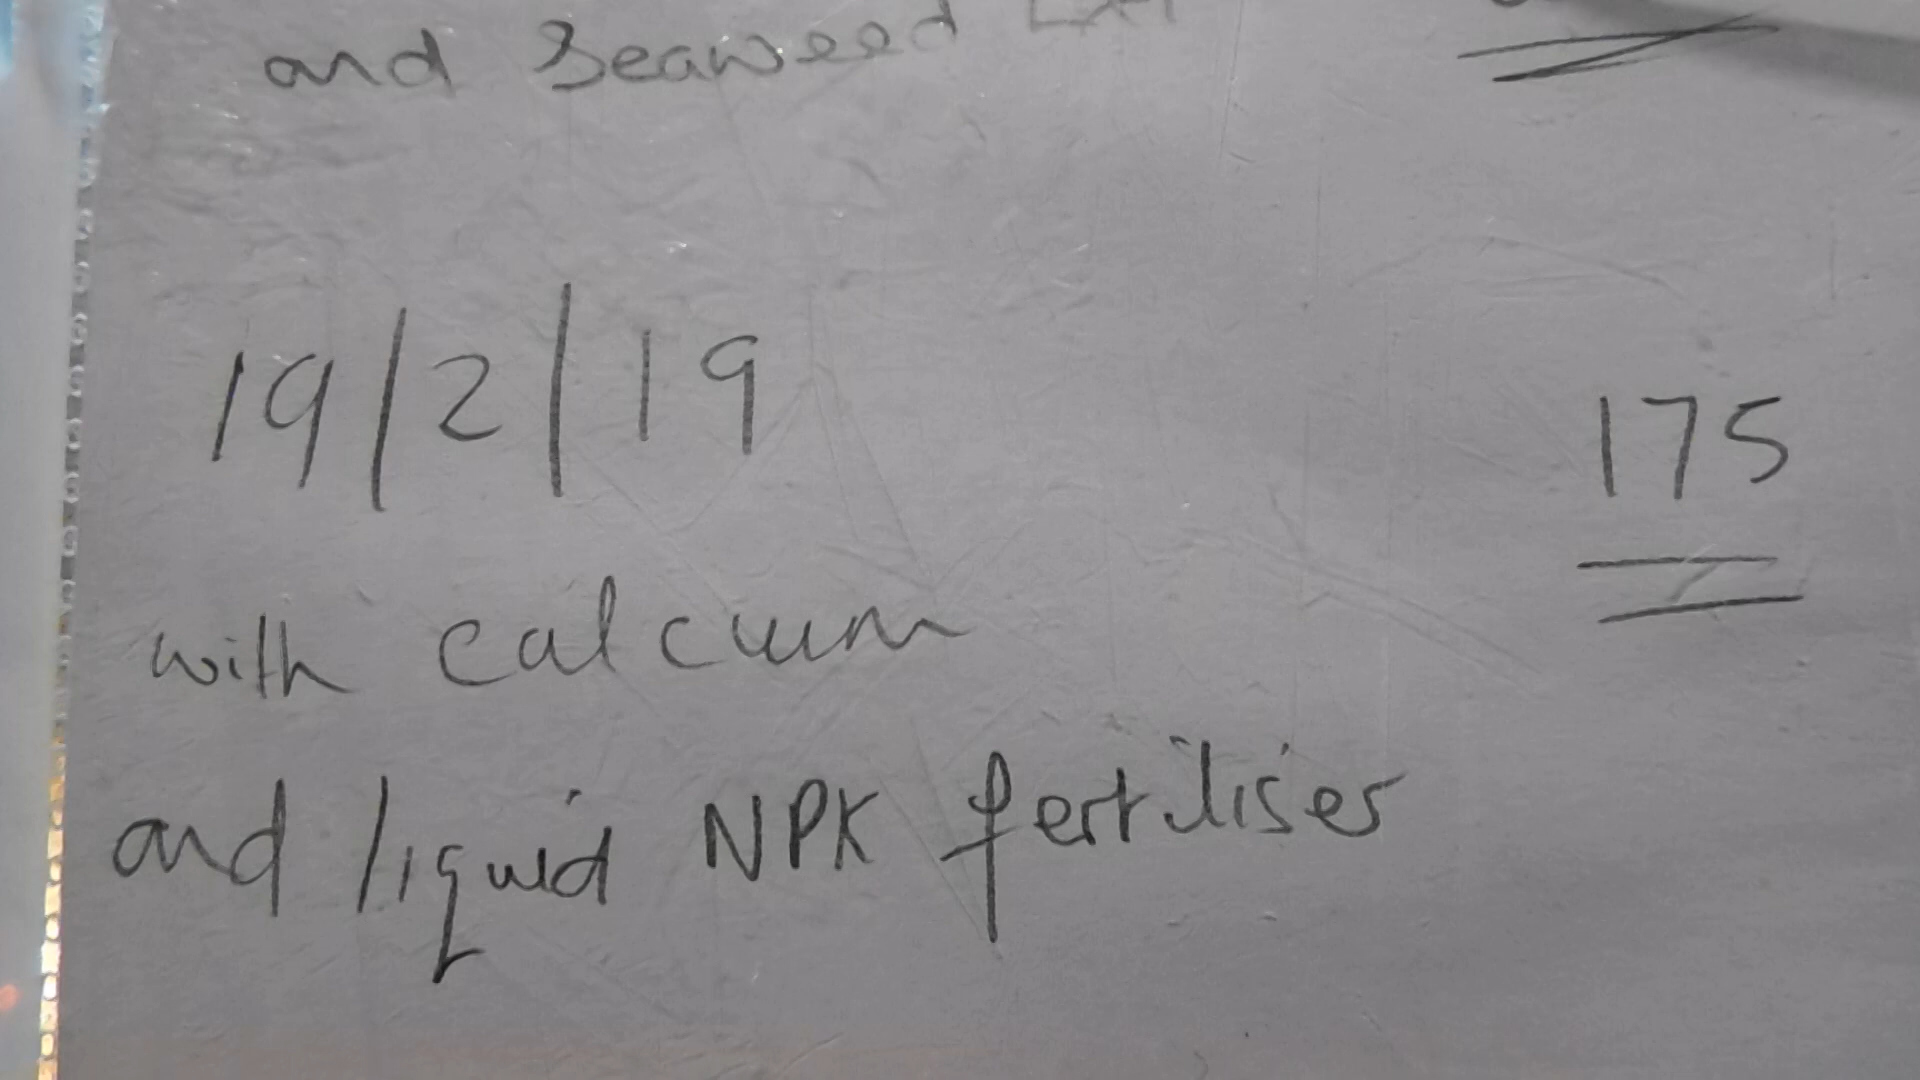 and Seaweed
19/2/19
175
with calcium
and liquid NPK fertiliser